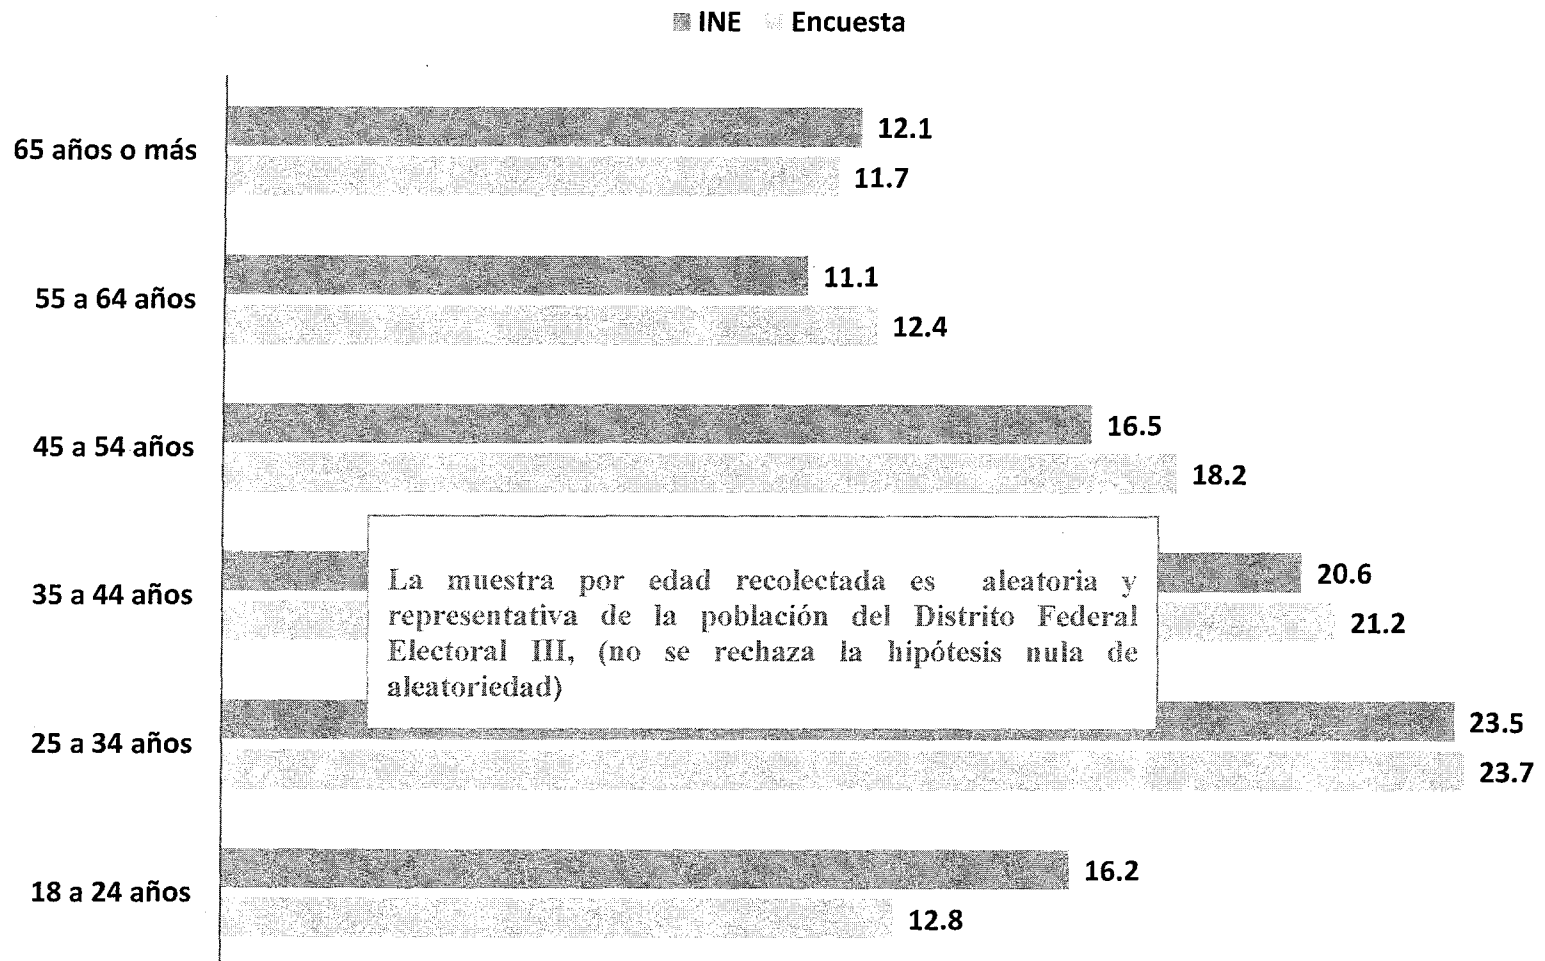 INE Encuesta
65 años o más
12.1
11.7
55 a 64 años
11.1
12.4
45 a 54 años
16.5
18.2
35 a 44 años
20.6
21.2
La muestra por edad recolectada es aleatoria y
representativa de la población del Distrito Federal
Electoral III, (no se rechaza la hipótesis nula de
aleatoriedad)
25 a 34 años
23.5
23.7
18 a 24 años
16.2
12.8